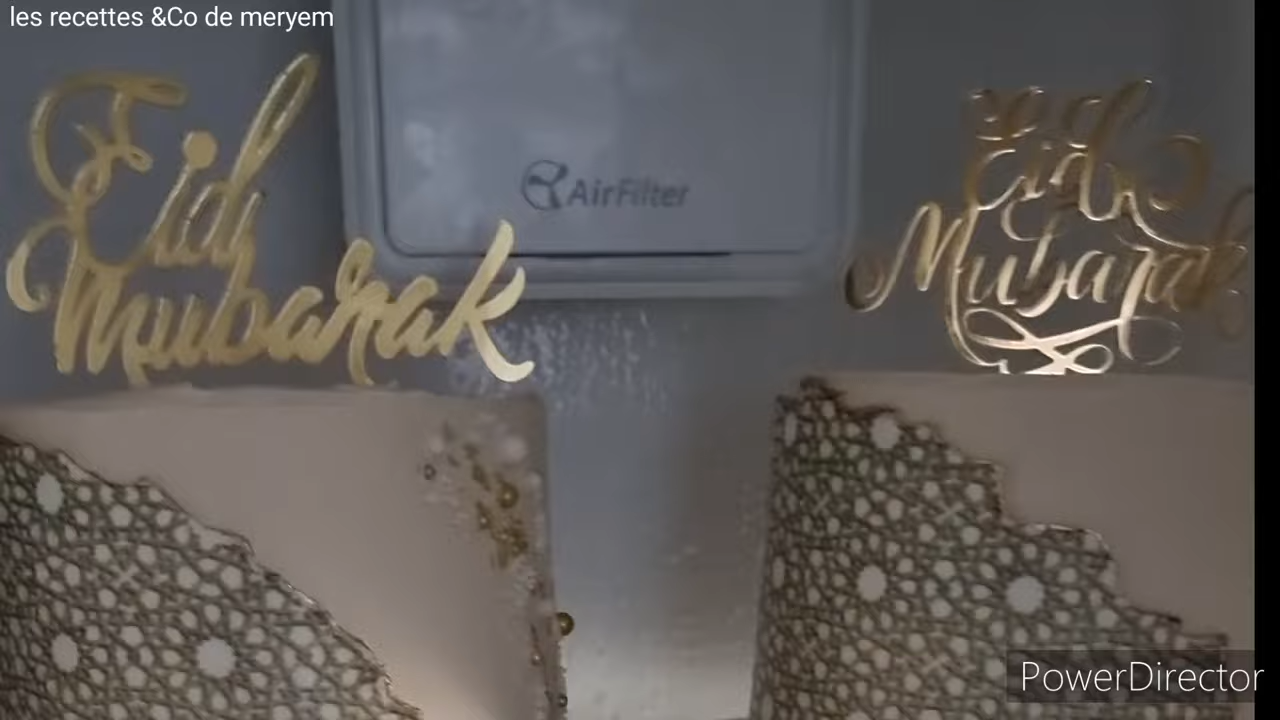 les recettes &Co de meryem
AirFilter
Eid
Mubarak
Eid
Mubarak
PowerDirector